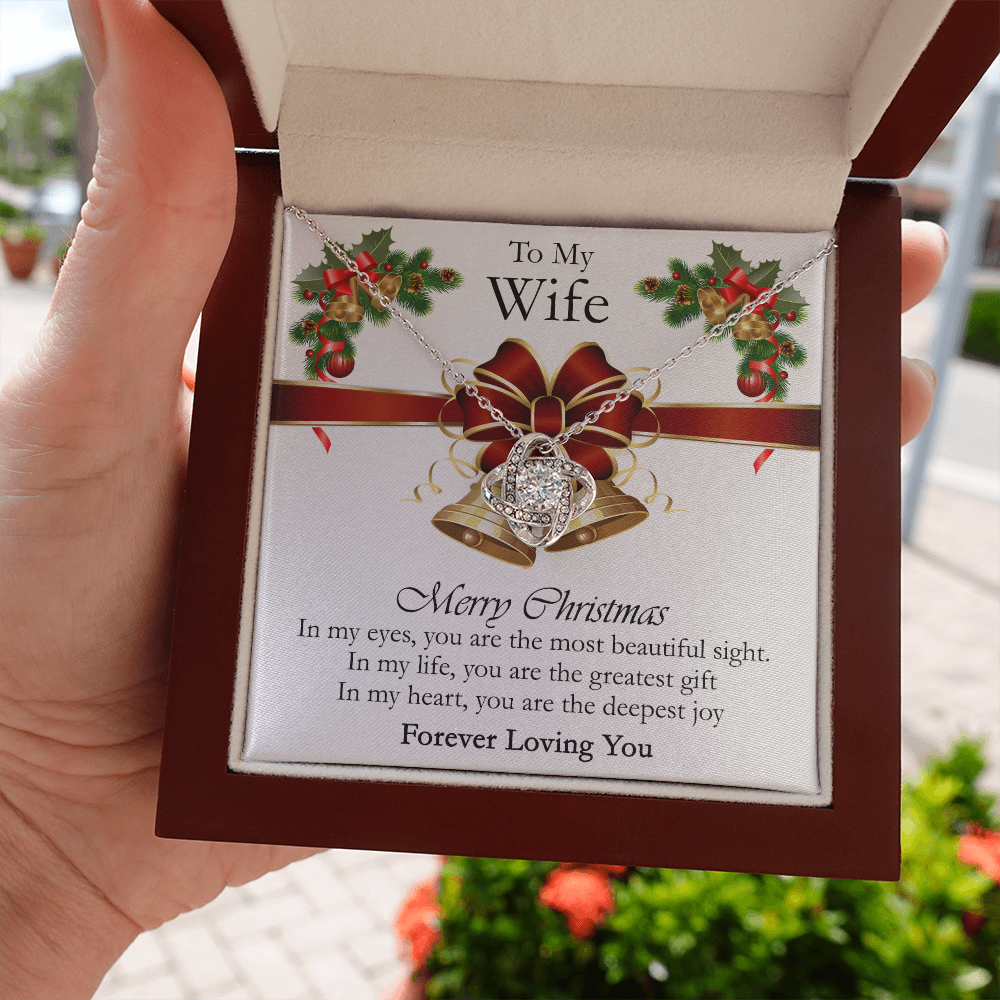 To My
Wife
Merry Christmas
In my eyes, you are the most beautiful sight.
In my life, you are the greatest gift
In my heart, you are the deepest joy
Forever Loving You